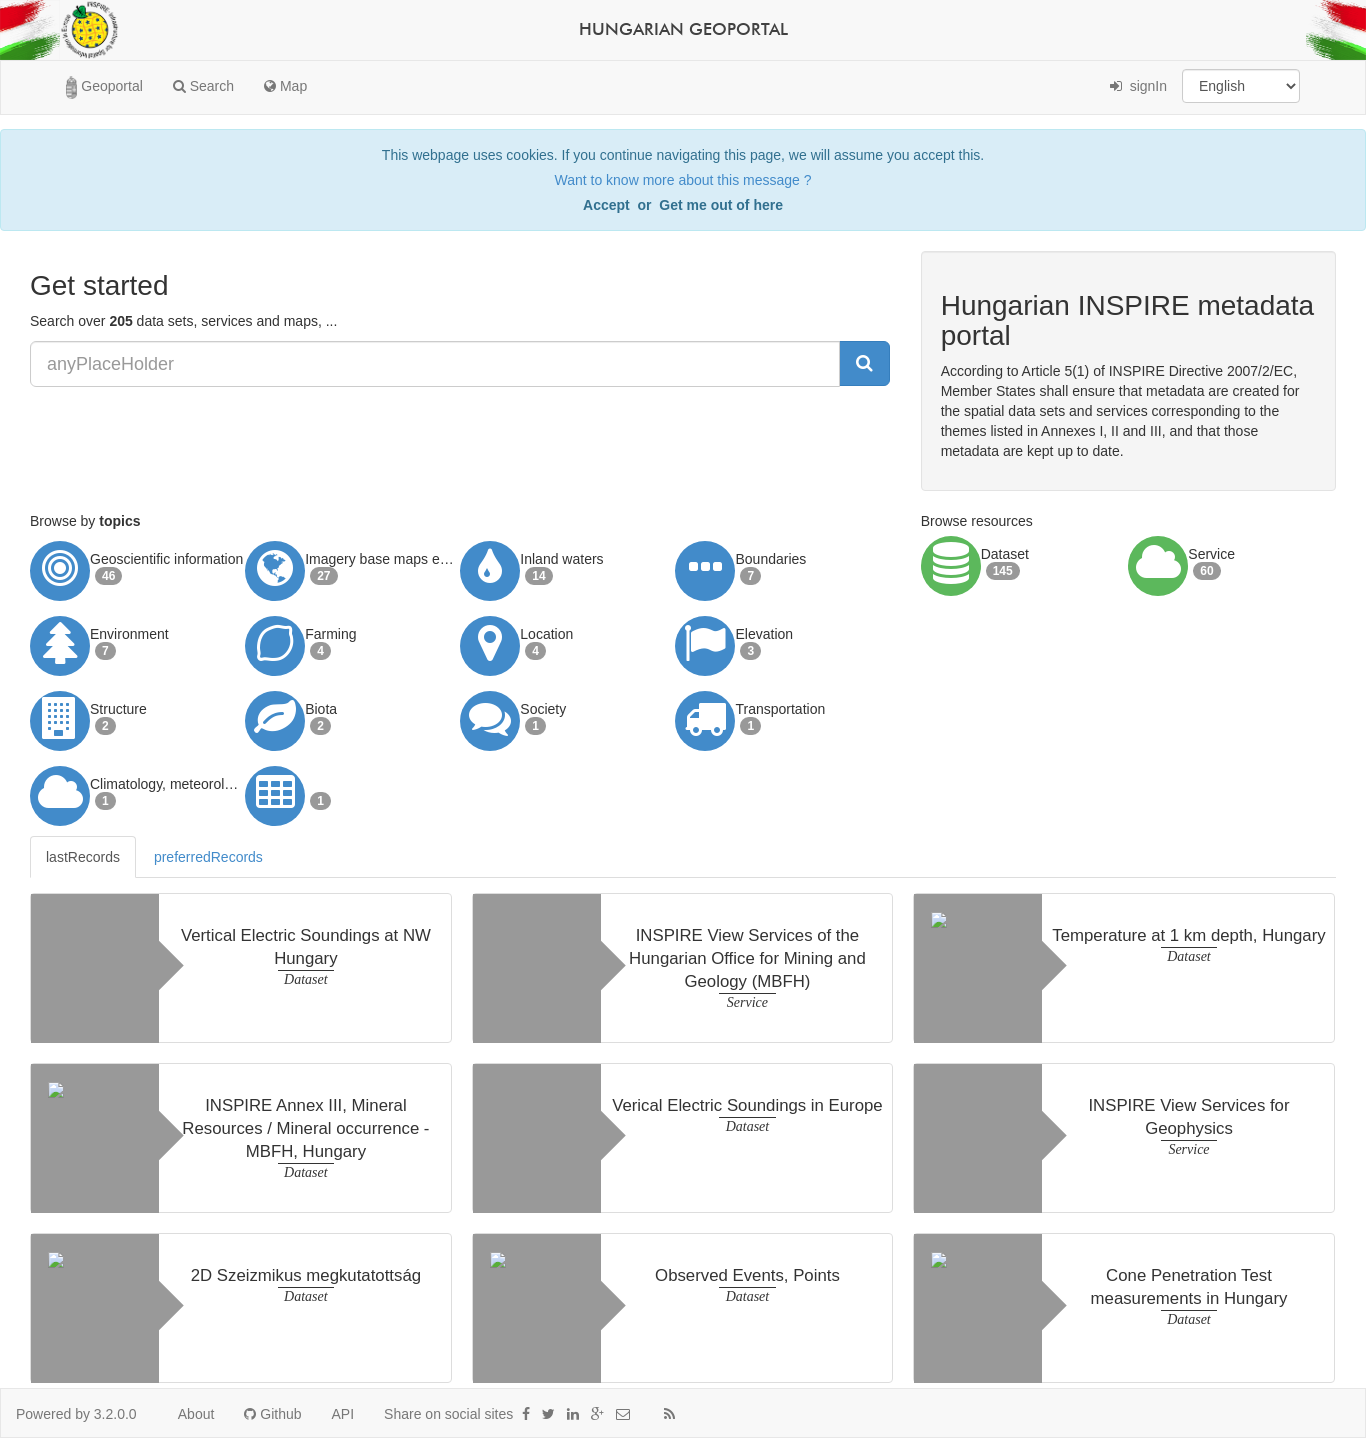 HUNGARIAN GEOPORTAL
Geoportal
Search
Map
signIn
English
This webpage uses cookies. If you continue navigating this page, we will assume you accept this.
Want to know more about this message ?
Accept or Get me out of here
Get started
Search over 205 data sets, services and maps, ...
anyPlaceHolder
Hungarian INSPIRE metadata
portal
According to Article 5(1) of INSPIRE Directive 2007/2/EC,
Member States shall ensure that metadata are created for
the spatial data sets and services corresponding to the
themes listed in Annexes I, II and III, and that those
metadata are kept up to date.
Browse by topics
Geoscientific information
46
Imagery base maps e…
27
Inland waters
14
Boundaries
7
Environment
7
Farming
4
Location
4
Elevation
3
Structure
2
Biota
2
Society
1
Transportation
1
Climatology, meteorol…
1
1
Browse resources
Dataset
145
Service
60
lastRecords
preferredRecords
Vertical Electric Soundings at NW
Hungary
Dataset
INSPIRE View Services of the
Hungarian Office for Mining and
Geology (MBFH)
Service
Temperature at 1 km depth, Hungary
Dataset
INSPIRE Annex III, Mineral
Resources / Mineral occurrence -
MBFH, Hungary
Dataset
Verical Electric Soundings in Europe
Dataset
INSPIRE View Services for
Geophysics
Service
2D Szeizmikus megkutatottság
Dataset
Observed Events, Points
Dataset
Cone Penetration Test
measurements in Hungary
Dataset
Powered by 3.2.0.0
About
Github
API
Share on social sites